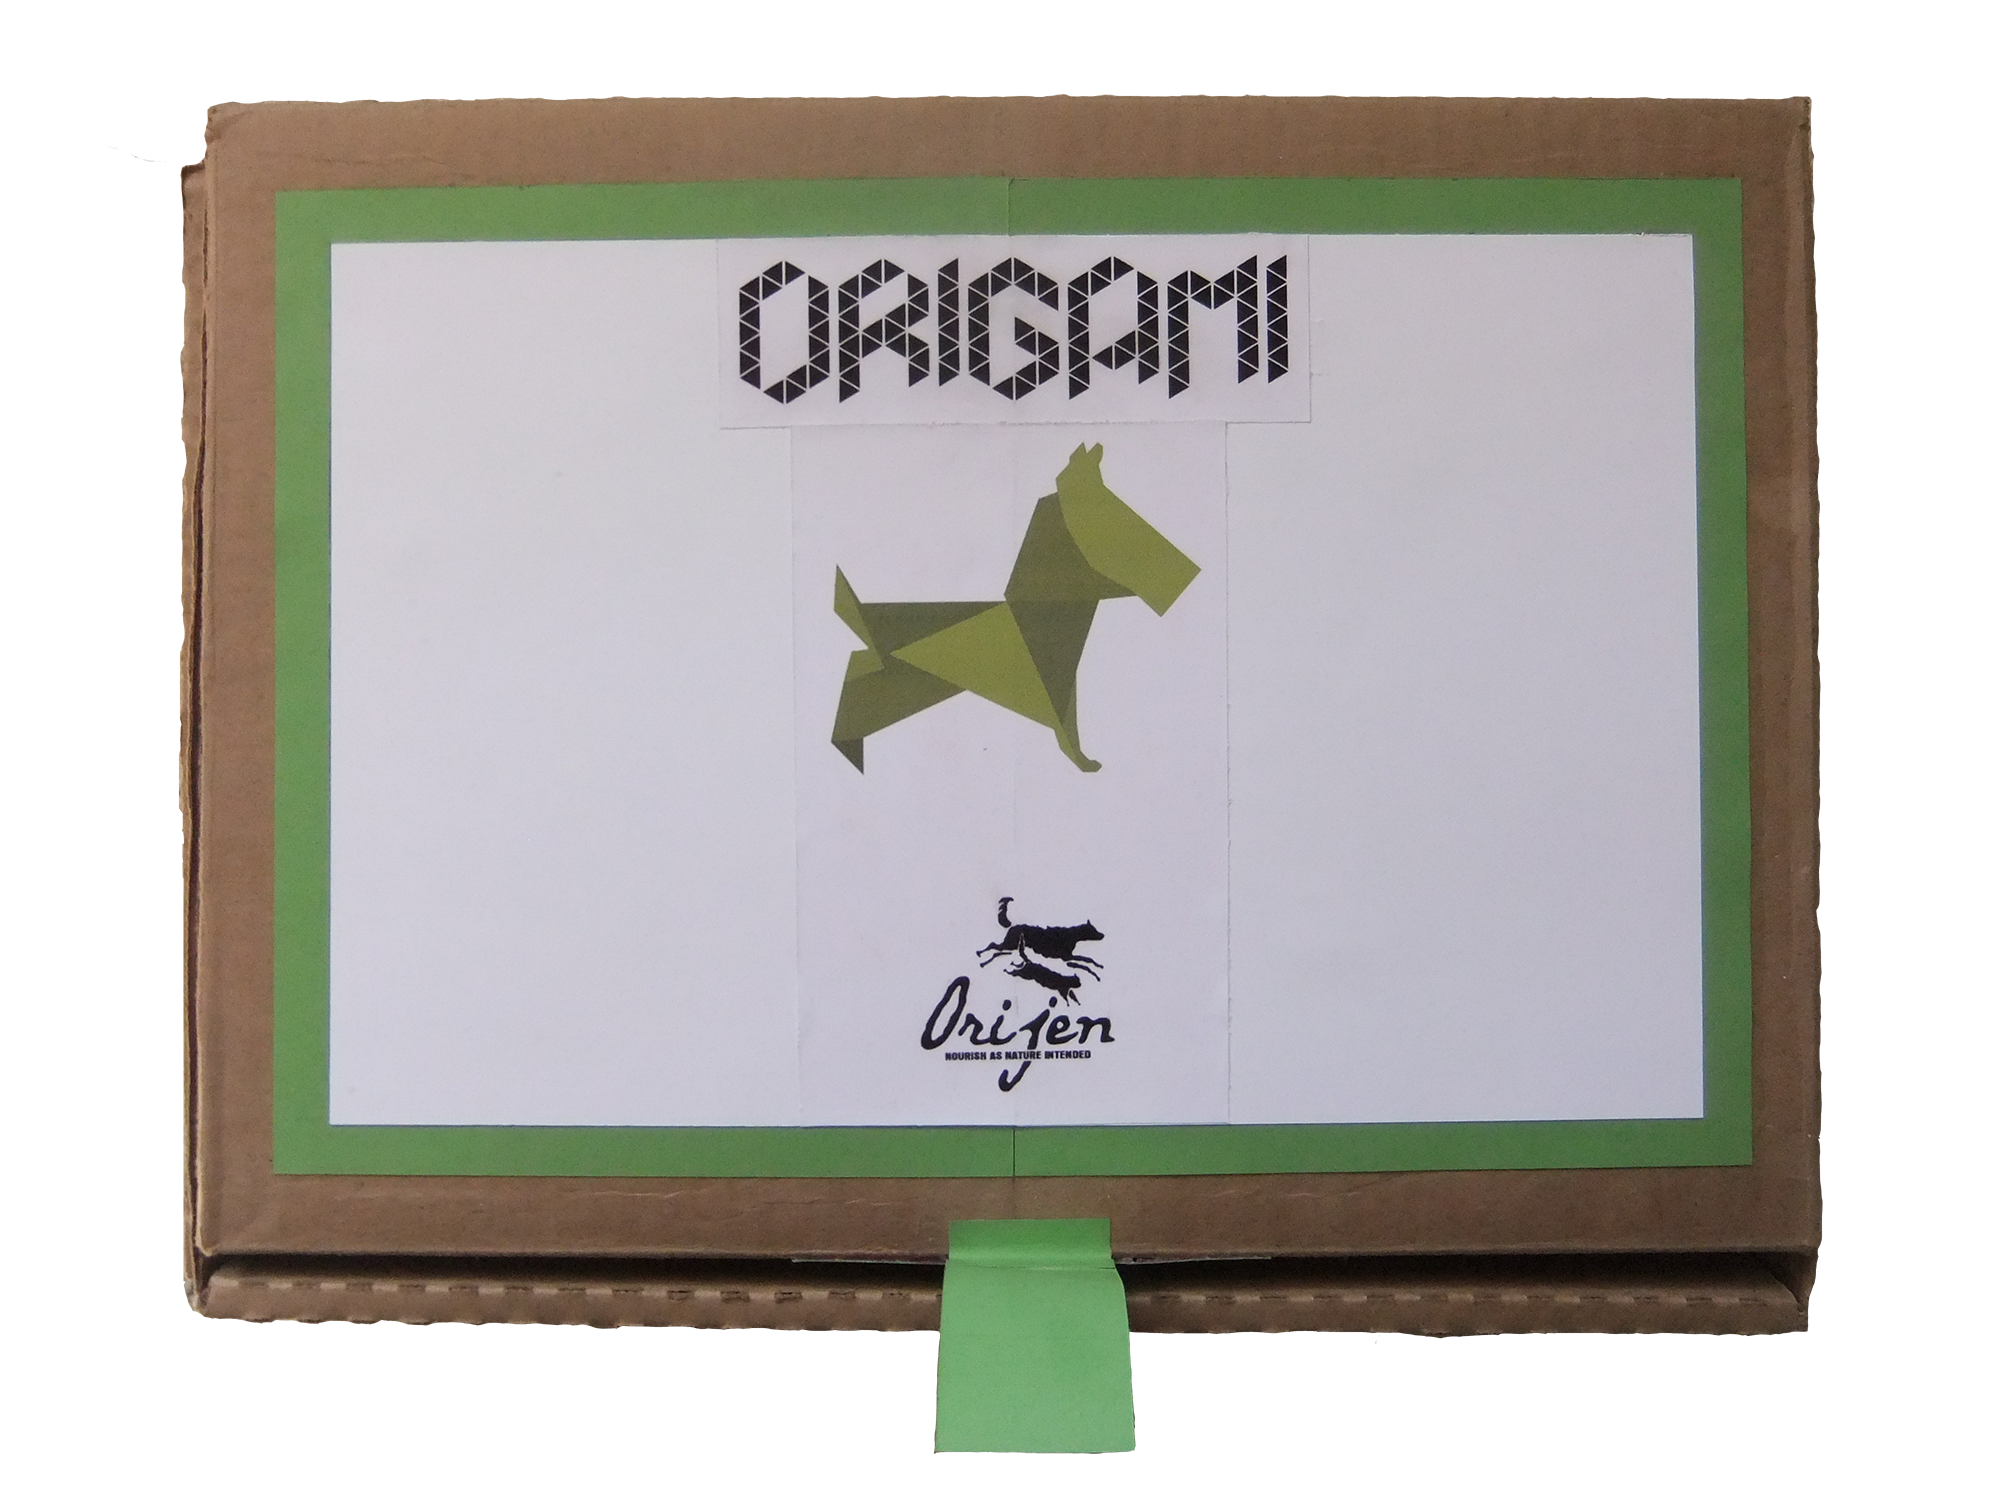 ORIGAMI
Orijen
NOURISH AS NATURE INTENDED